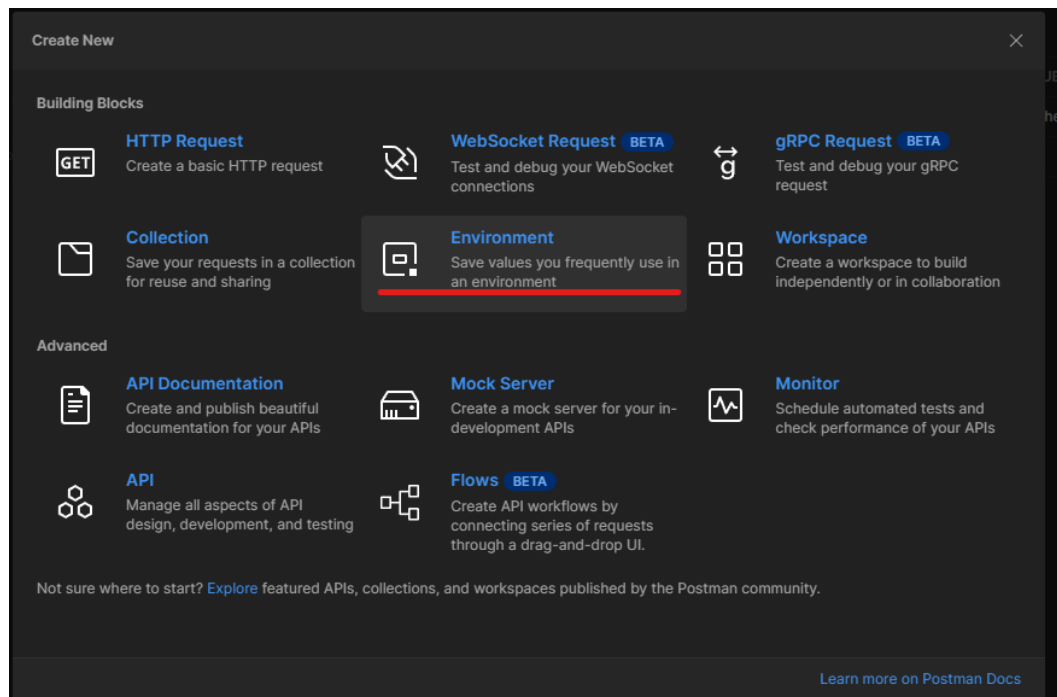 Create New
Building Blocks
GET
HTTP Request
Create a basic HTTP request
WebSocket Request BETA
Test and debug your WebSocket
connections
g
gRPC Request BETA
Test and debug your gRPC
request
Collection
Save your requests in a collection
for reuse and sharing
Environment
Save values you frequently use in
an environment
Workspace
Create a workspace to build
independently or in collaboration
Advanced
API Documentation
Create and publish beautiful
documentation for your APIs
Mock Server
Create a mock server for your in-
development APIs
Monitor
Schedule automated tests and
check performance of your APIs
API
Manage all aspects of API
design, development, and testing
Flows BETA
Create API workflows by
connecting series of requests
through a drag-and-drop UI.
Not sure where to start? Explore featured APIs, collections, and workspaces published by the Postman community.
Learn more on Postman Docs